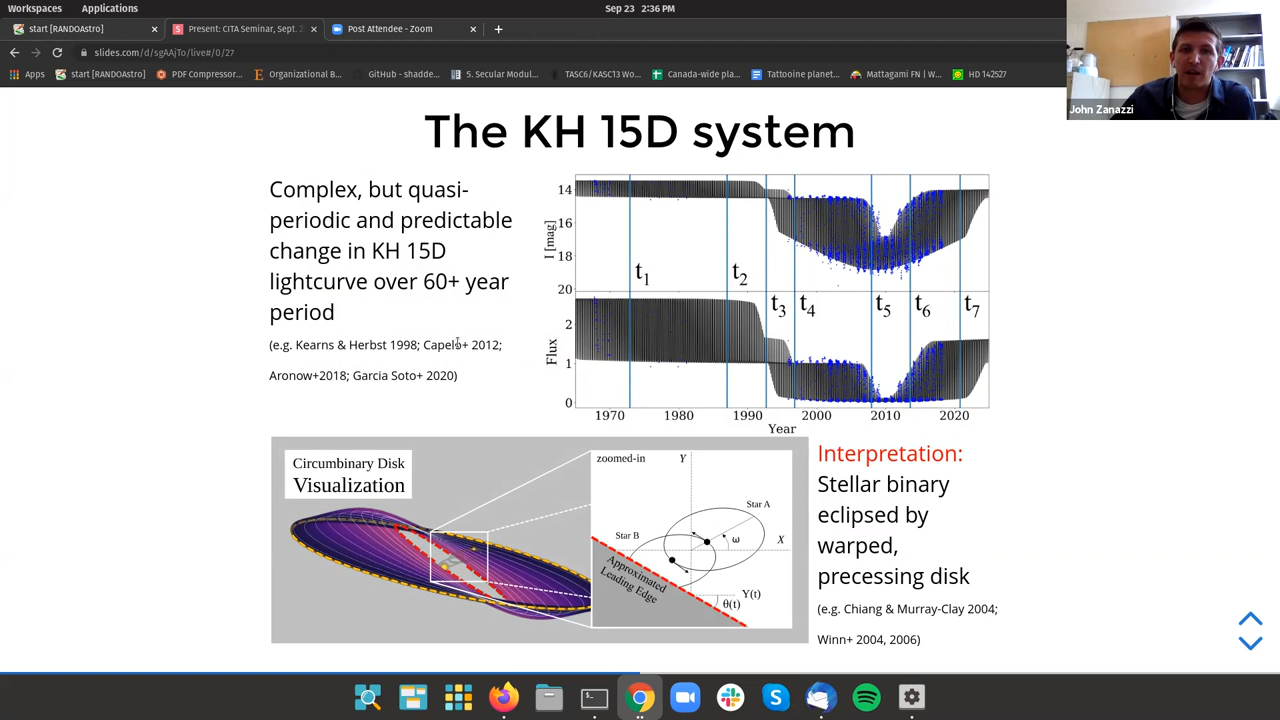 Workspaces Applications Sep 23 2:36 PM
start [RANDOAstro] Present: CITA Seminar, Sept. 2 Post Attendee - Zoom
slides.com/d/sgAAjTo/live#/0/27
Apps start [RANDOAstro] PDF Compressor... Organizational B... GitHub - shadde... 5. Secular Modul... TASC6/KASC13 Wo... Canada-wide pla... Tattooine planet... Mattagami FN | W... HD 142527
John Zanazzi
The KH 15D system
Complex, but quasi-
periodic and predictable
change in KH 15D
lightcurve over 60+ year
period
(e.g. Kearns & Herbst 1998; Capelo+ 2012;
Aronow+2018; Garcia Soto+ 2020)
I [mag]
14
16
18
20
t1 t2 t3 t4 t5 t6 t7
Flux
2
1
0
1970 1980 1990 2000 2010 2020
Year
Circumbinary Disk
Visualization
zoomed-in Y
Star A
Star B
ω
X
Approximated
Leading Edge
Y(t)
θ(t)
Interpretation:
Stellar binary
eclipsed by
warped,
precessing disk
(e.g. Chiang & Murray-Clay 2004;
Winn+ 2004, 2006)